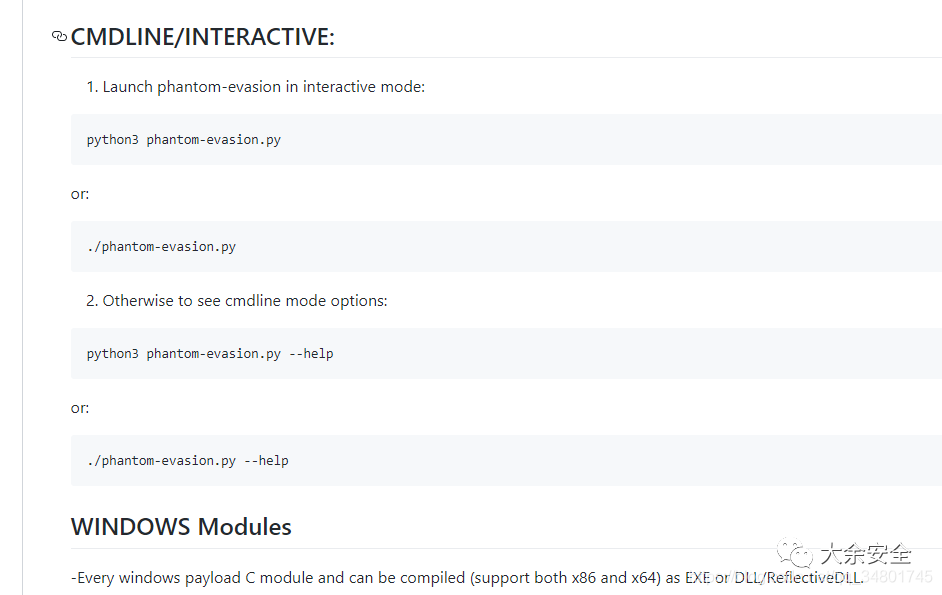 CMDLINE/INTERACTIVE:
1. Launch phantom-evasion in interactive mode:
python3 phantom-evasion.py
or:
./phantom-evasion.py
2. Otherwise to see cmdline mode options:
python3 phantom-evasion.py --help
or:
./phantom-evasion.py --help
WINDOWS Modules
大余安全
-Every windows payload C module and can be compiled (support both x86 and x64) as EXE or DLL/ReflectiveDLL.
34801745